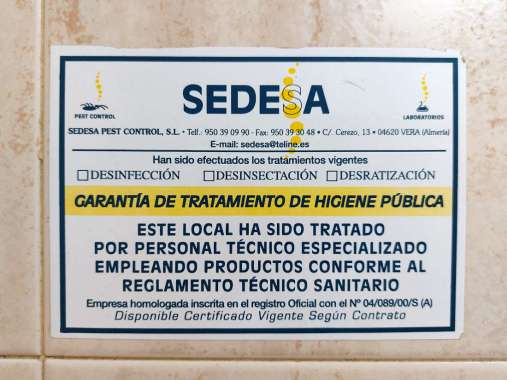 SEDESA
PEST CONTROL
LABORATORIOS
SEDESA PEST CONTROL, S.L. • Telf.: 950 39 09 90 - Fax: 950 39 30 48 • C/. Cerezo, 13 • 04620 VERA (Almería)
E-mail: sedesa@teline.es
Han sido efectuados los tratamientos vigentes
DESINFECCIÓN DESINSECTACIÓN DESRATIZACIÓN
GARANTÍA DE TRATAMIENTO DE HIGIENE PÚBLICA
ESTE LOCAL HA SIDO TRATADO
POR PERSONAL TÉCNICO ESPECIALIZADO
EMPLEANDO PRODUCTOS CONFORME AL
REGLAMENTO TÉCNICO SANITARIO
Empresa homologada inscrita en el registro Oficial con el Nº 04/089/00/S (A)
Disponible Certificado Vigente Según Contrato